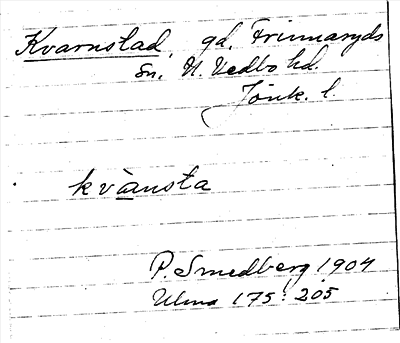 Kvarnstad, gd, Frinnaryds
sn, N. Vedbo hd.
Jönk. l.
kvànsta
P. Smedberg 1904
Ulma 175:205